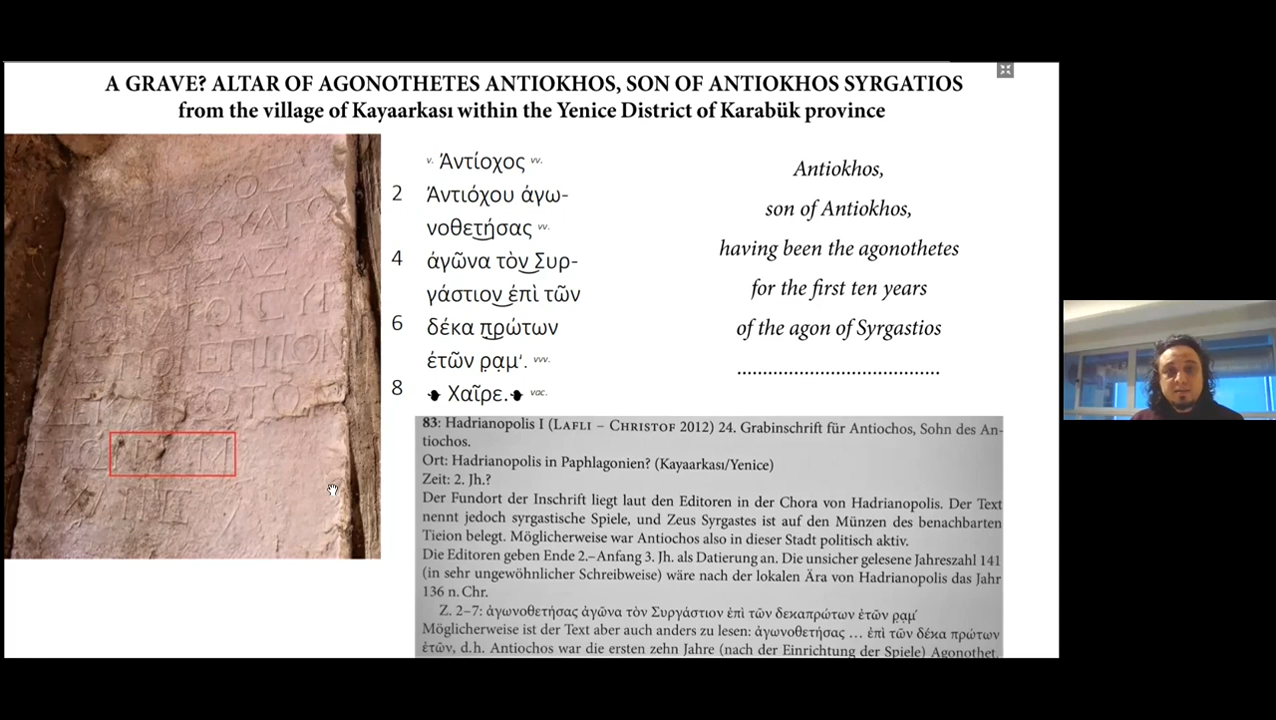 A GRAVE? ALTAR OF AGONOTHETES ANTIOKHOS, SON OF ANTIOKHOS SYRGATIOS
from the village of Kayaarkası within the Yenice District of Karabük province
v. Ἀντίοχος vv.
2 Ἀντιόχου ἀγω-
νοθετήσας vv.
4 ἀγῶνα τὸν Συρ-
γάστιον ἐπὶ τῶν
6 δέκα πρώτων
ἐτῶν ρ̣α̣μʹ. vvv.
8 ❧ Χαῖρε.❧ vac.
Antiokhos,
son of Antiokhos,
having been the agonothetes
for the first ten years
of the agon of Syrgastios
..........................................
83: Hadrianopolis I (LAFLI – CHRISTOF 2012) 24. Grabinschrift für Antiochos, Sohn des An-
tiochos.
Ort: Hadrianopolis in Paphlagonien? (Kayaarkası/Yenice)
Zeit: 2. Jh.?
Der Fundort der Inschrift liegt laut den Editoren in der Chora von Hadrianopolis. Der Text
nennt jedoch syrgastische Spiele, und Zeus Syrgastes ist auf den Münzen des benachbarten
Tieion belegt. Möglicherweise war Antiochos also in dieser Stadt politisch aktiv.
Die Editoren geben Ende 2.–Anfang 3. Jh. als Datierung an. Die unsicher gelesene Jahreszahl 141
(in sehr ungewöhnlicher Schreibweise) wäre nach der lokalen Ära von Hadrianopolis das Jahr
136 n. Chr.
Z. 2–7: ἀγωνοθετήσας ἀγῶνα τὸν Συργάστιον ἐπὶ τῶν δεκαπρώτων ἐτῶν ρ̣α̣μʹ
Möglicherweise ist der Text aber auch anders zu lesen: ἀγωνοθετήσας … ἐπὶ τῶν δέκα πρώτων
ἐτῶν, d.h. Antiochos war die ersten zehn Jahre (nach der Einrichtung der Spiele) Agonothet.